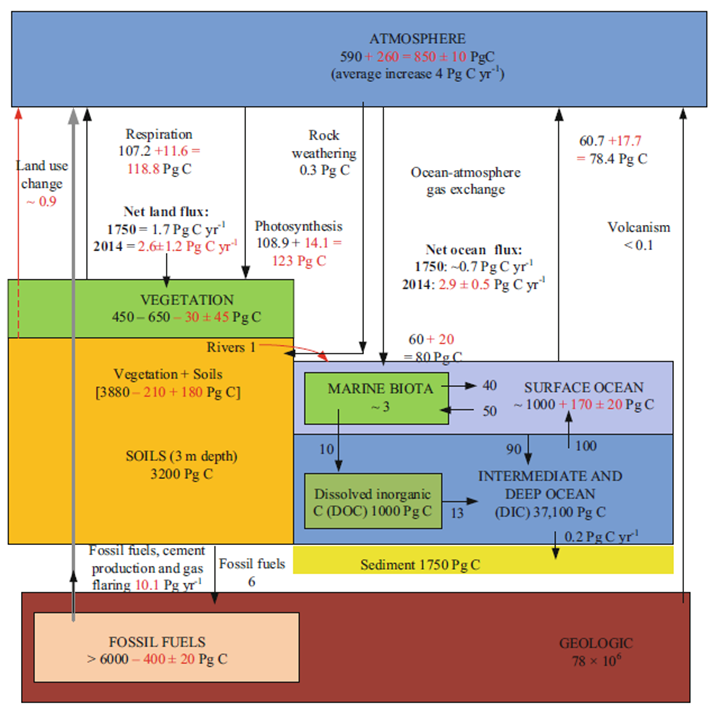 ATMOSPHERE
590 + 260 = 850 ± 10 PgC
(average increase 4 Pg C yr⁻¹)
Respiration
107.2 +11.6 =
118.8 Pg C
Land use
change
~ 0.9
Net land flux:
1750 = 1.7 Pg C yr⁻¹
2014 = 2.6±1.2 Pg C yr⁻¹
Photosynthesis
108.9 + 14.1 =
123 Pg C
Rock
weathering
0.3 Pg C
Ocean-atmosphere
gas exchange
Net ocean flux:
1750: ~0.7 Pg C yr⁻¹
2014: 2.9 ± 0.5 Pg C yr⁻¹
60.7 +17.7
= 78.4 Pg C
Volcanism
< 0.1
VEGETATION
450 – 650 – 30 ± 45 Pg C
Rivers 1
60 + 20
= 80 Pg C
Vegetation + Soils
[3880 – 210 + 180 Pg C]
SOILS (3 m depth)
3200 Pg C
MARINE BIOTA
~ 3
40
50
SURFACE OCEAN
~ 1000 + 170 ± 20 Pg C
10
90
100
Dissolved inorganic
C (DOC) 1000 Pg C
13
INTERMEDIATE AND
DEEP OCEAN
(DIC) 37,100 Pg C
0.2 Pg C yr⁻¹
Sediment 1750 Pg C
Fossil fuels, cement
production and gas
flaring 10.1 Pg yr⁻¹
Fossil fuels
6
FOSSIL FUELS
> 6000 – 400 ± 20 Pg C
GEOLOGIC
78 × 10⁶